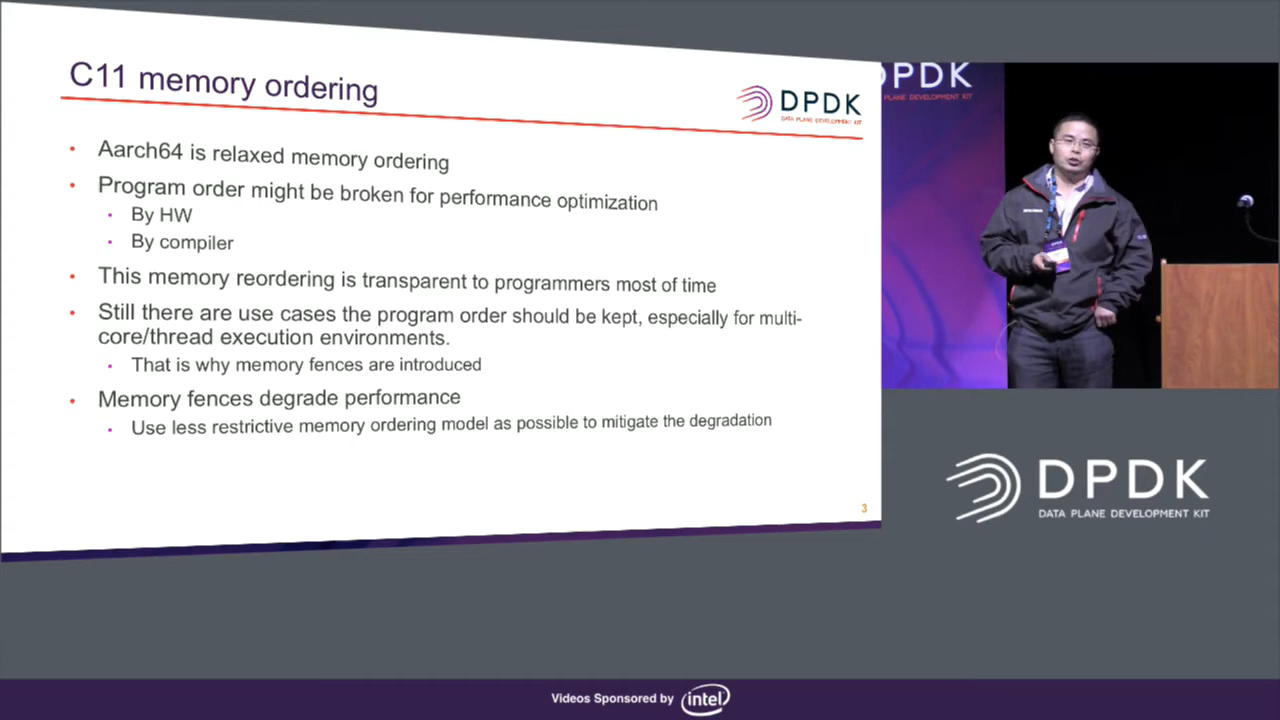 C11 memory ordering
DPDK
DATA PLANE DEVELOPMENT KIT
• Aarch64 is relaxed memory ordering
• Program order might be broken for performance optimization
• By HW
• By compiler
• This memory reordering is transparent to programmers most of time
• Still there are use cases the program order should be kept, especially for multi-
core/thread execution environments.
• That is why memory fences are introduced
• Memory fences degrade performance
• Use less restrictive memory ordering model as possible to mitigate the degradation
3
DPDK
PLANE DEVELOPMENT KIT
DPDK
DATA PLANE DEVELOPMENT KIT
Videos Sponsored by intel